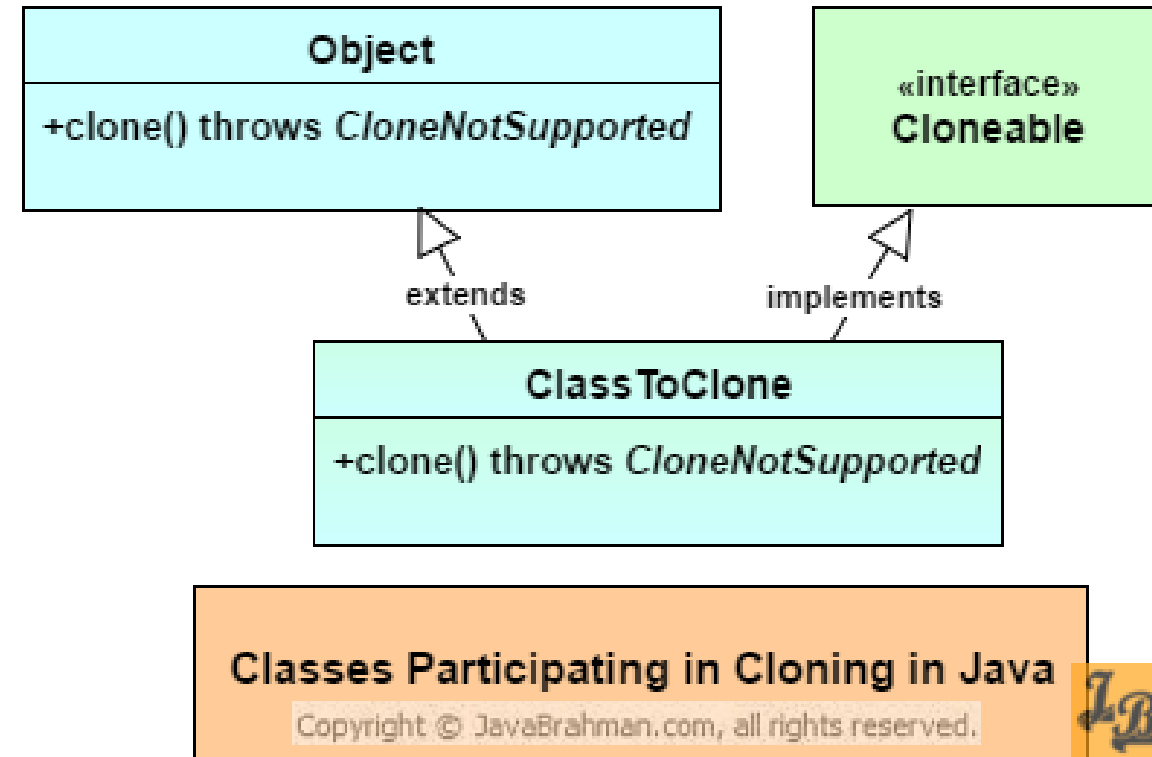 Object
+clone() throws CloneNotSupported
«interface»
Cloneable
extends
implements
ClassToClone
+clone() throws CloneNotSupported
Classes Participating in Cloning in Java
Copyright © JavaBrahman.com, all rights reserved.
JB